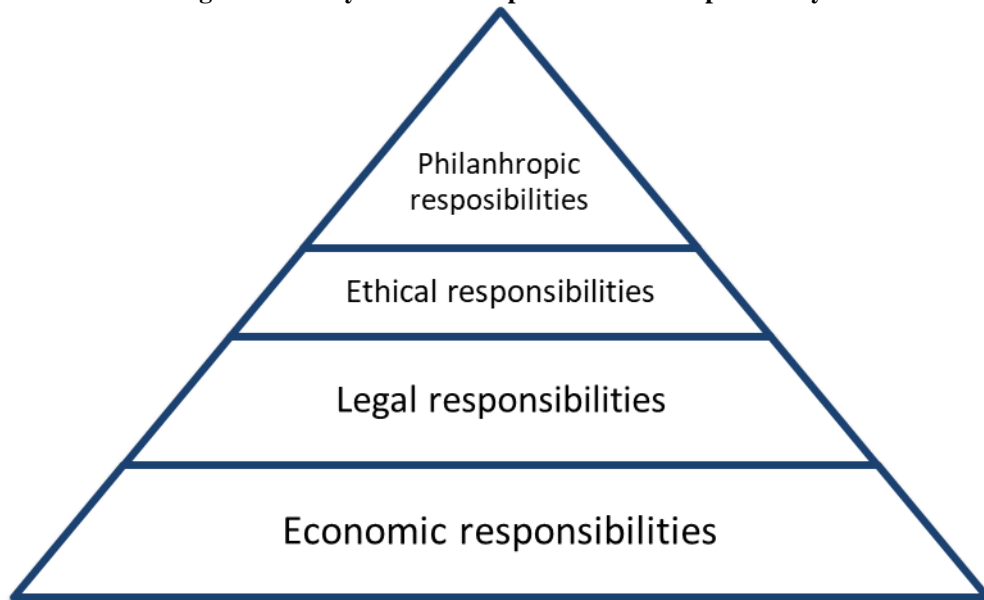 Philanhropic
resposibilities
Ethical responsibilities
Legal responsibilities
Economic responsibilities